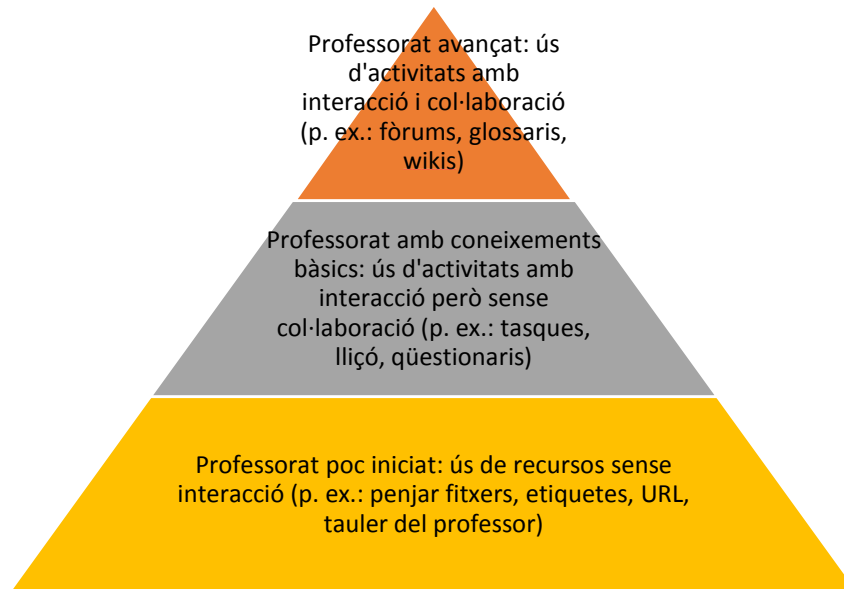 Professorat avançat: ús
d'activitats amb
interacció i col·laboració
(p. ex.: fòrums, glossaris,
wikis)
Professorat amb coneixements
bàsics: ús d'activitats amb
interacció però sense
col·laboració (p. ex.: tasques,
lliçó, qüestionaris)
Professorat poc iniciat: ús de recursos sense
interacció (p. ex.: penjar fitxers, etiquetes, URL,
tauler del professor)